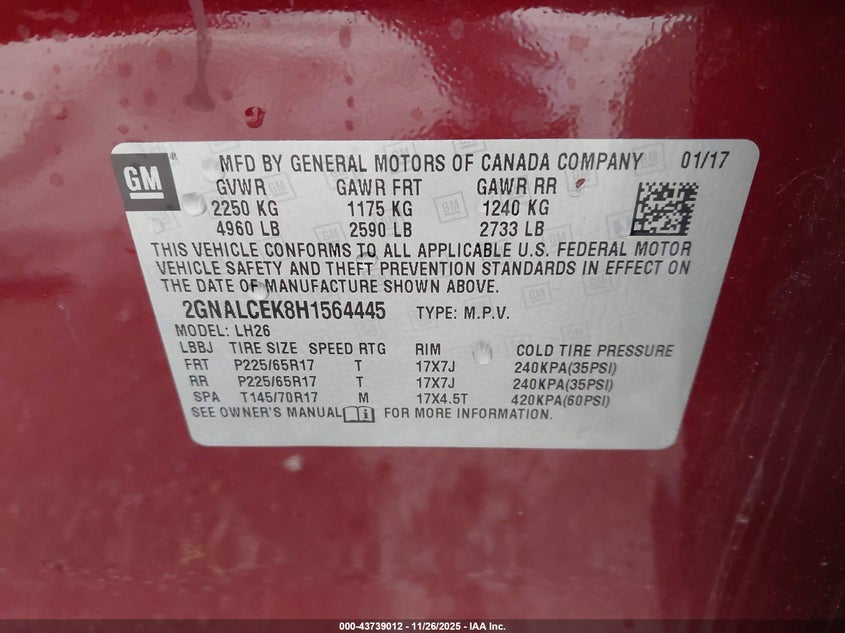 GM
MFD BY GENERAL MOTORS OF CANADA COMPANY 01/17
GVWR GAWR FRT GAWR RR
2250 KG 1175 KG 1240 KG
4960 LB 2590 LB 2733 LB
THIS VEHICLE CONFORMS TO ALL APPLICABLE U.S. FEDERAL MOTOR
VEHICLE SAFETY AND THEFT PREVENTION STANDARDS IN EFFECT ON
THE DATE OF MANUFACTURE SHOWN ABOVE.
2GNALCEK8H1564445 TYPE: M.P.V.
MODEL: LH26
LBBJ TIRE SIZE SPEED RTG RIM COLD TIRE PRESSURE
FRT P225/65R17 T 17X7J 240KPA(35PSI)
RR P225/65R17 T 17X7J 240KPA(35PSI)
SPA T145/70R17 M 17X4.5T 420KPA(60PSI)
SEE OWNER'S MANUAL FOR MORE INFORMATION.
000-43739012 - 11/26/2025 - IAA Inc.